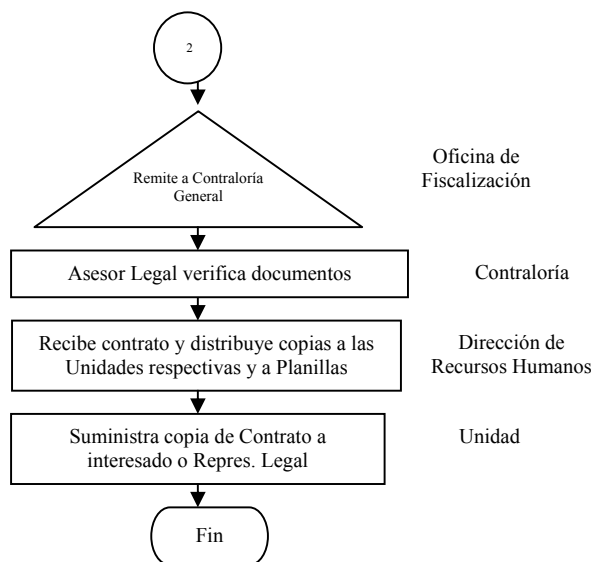 2
Remite a Contraloría
General
Oficina de
Fiscalización
Asesor Legal verifica documentos
Contraloría
Recibe contrato y distribuye copias a las
Unidades respectivas y a Planillas
Dirección de
Recursos Humanos
Suministra copia de Contrato a
interesado o Repres. Legal
Unidad
Fin